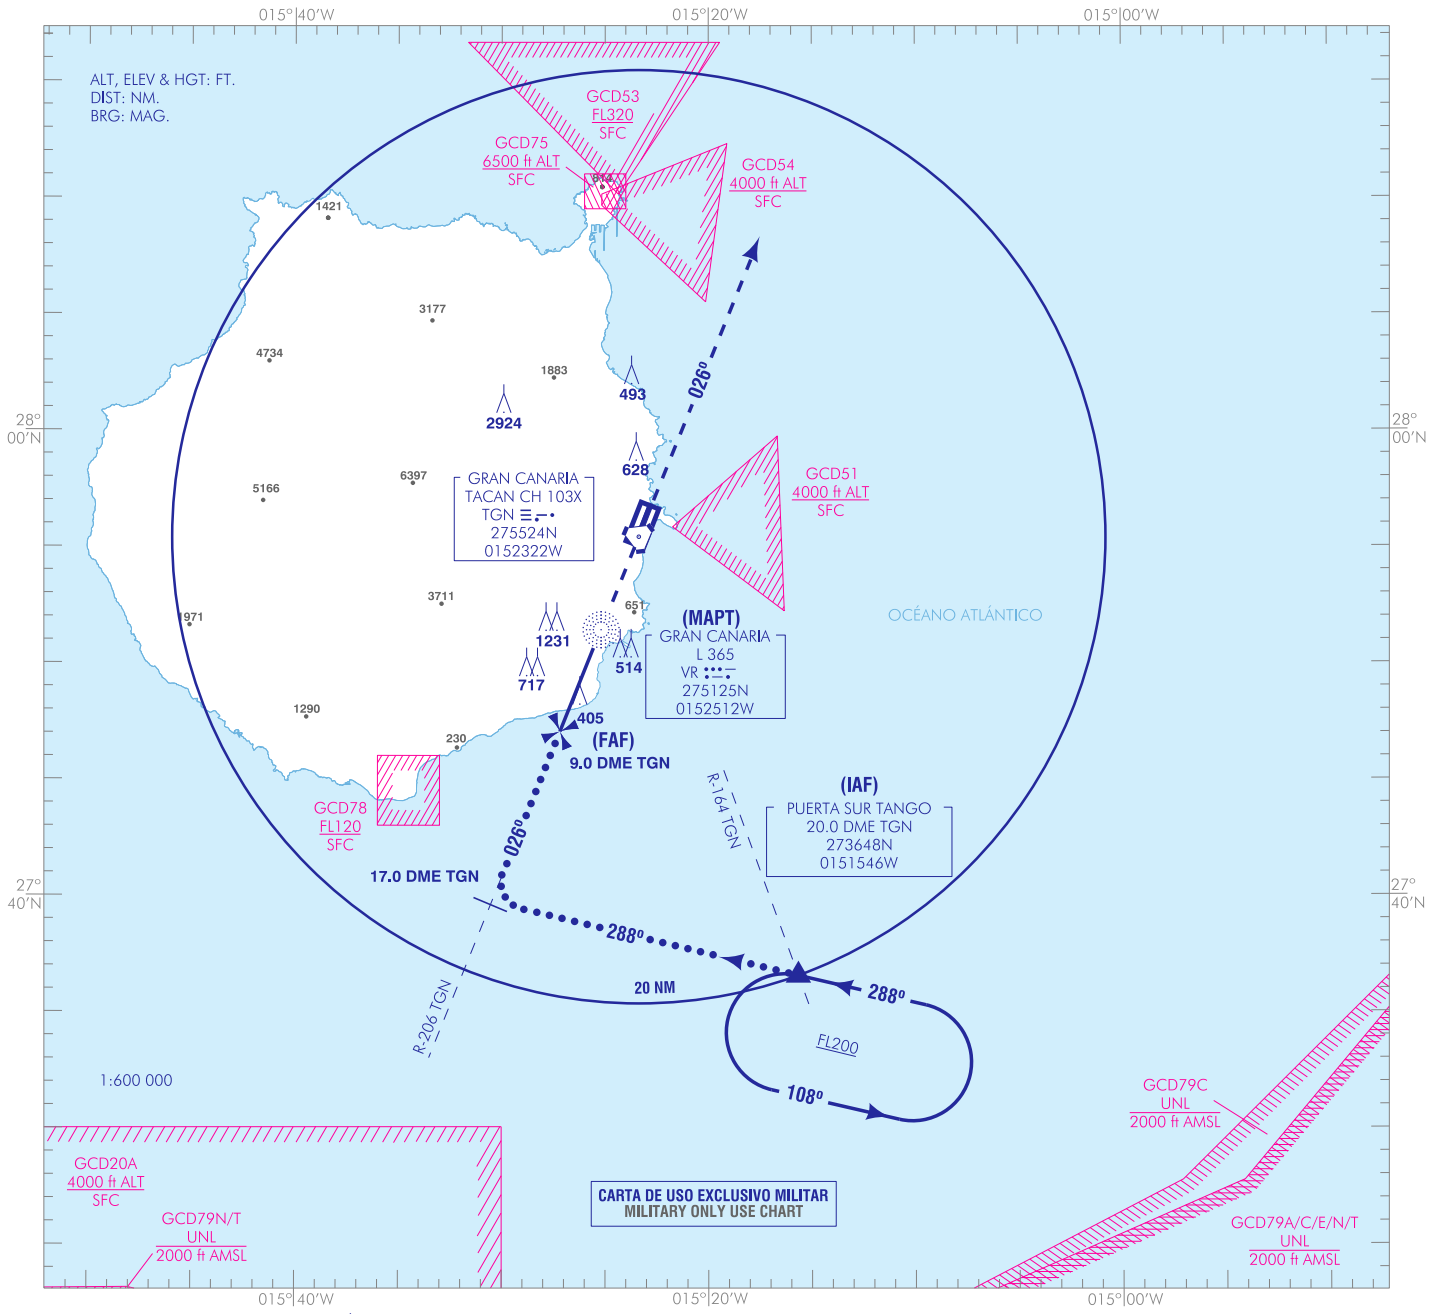 015°40'W
015°20'W
015°00'W
ALT, ELEV & HGT: FT.
DIST: NM.
BRG: MAG.
GCD53
FL320
SFC
GCD75
6500 ft ALT
SFC
GCD54
4000 ft ALT
SFC
814
1421
3177
4734
1883
493
2924
026º
28°
00'N
28°
00'N
628
6397
5166
GRAN CANARIA
TACAN CH 103X
TGN
275524N
0152322W
GCD51
4000 ft ALT
SFC
3711
651
1971
1231
514
717
OCÉANO ATLÁNTICO
(MAPT)
GRAN CANARIA
L 365
VR
275125N
0152512W
1290
405
230
(FAF)
9.0 DME TGN
R-164 TGN
(IAF)
PUERTA SUR TANGO
20.0 DME TGN
273648N
0151546W
GCD78
FL120
SFC
026º
17.0 DME TGN
27°
40'N
27°
40'N
288º
20 NM
288º
R-206 TGN
FL200
108º
1:600 000
GCD79C
UNL
2000 ft AMSL
GCD20A
4000 ft ALT
SFC
GCD79N/T
UNL
2000 ft AMSL
CARTA DE USO EXCLUSIVO MILITAR
MILITARY ONLY USE CHART
GCD79A/C/E/N/T
UNL
2000 ft AMSL
015°40'W
015°20'W
015°00'W